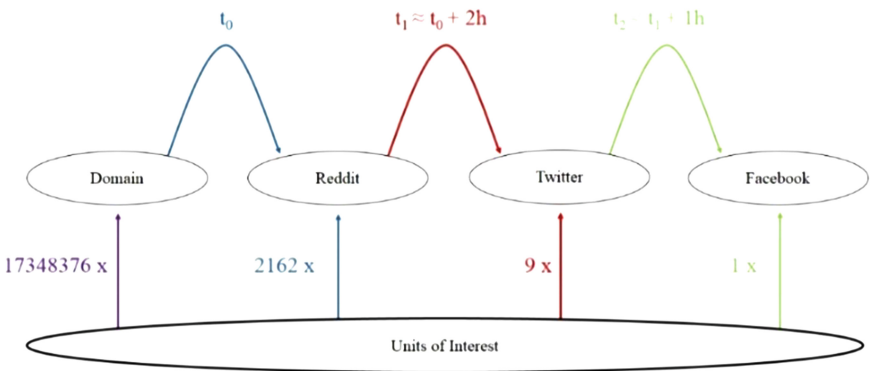 t₀
t₁ ≈ t₀ + 2h
t₂ t₁ + 1h
Domain
Reddit
Twitter
Facebook
17348376 x
2162 x
9 x
1 x
Units of Interest